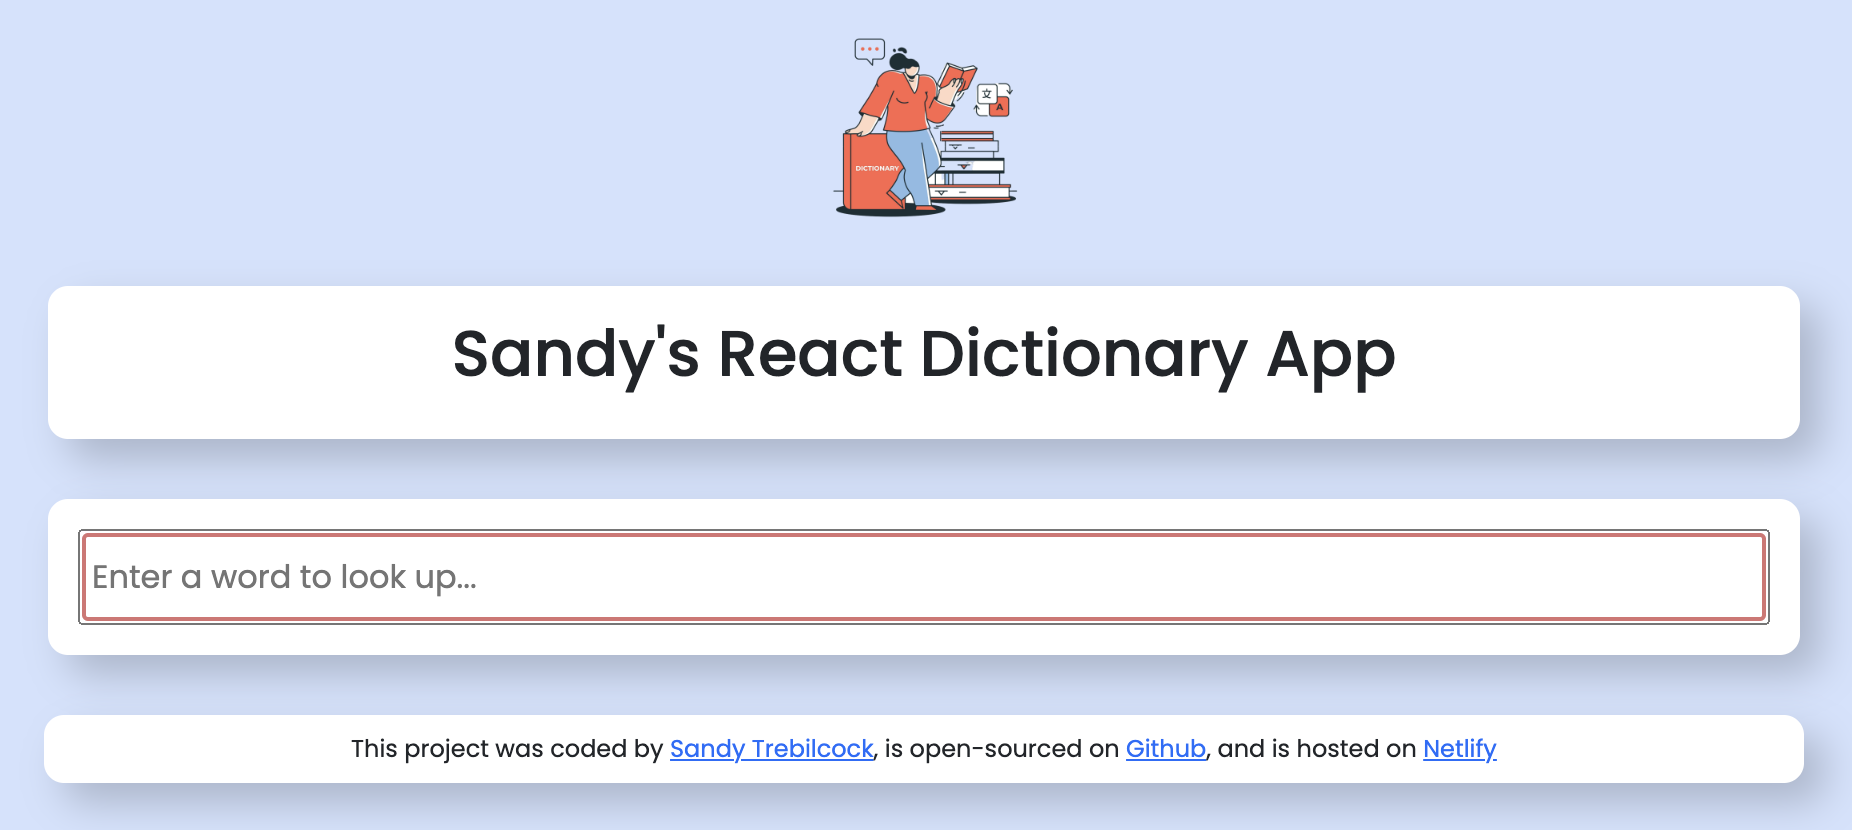 文
A
DICTIONARY
Sandy's React Dictionary App
Enter a word to look up...
This project was coded by Sandy Trebilcock, is open-sourced on Github, and is hosted on Netlify